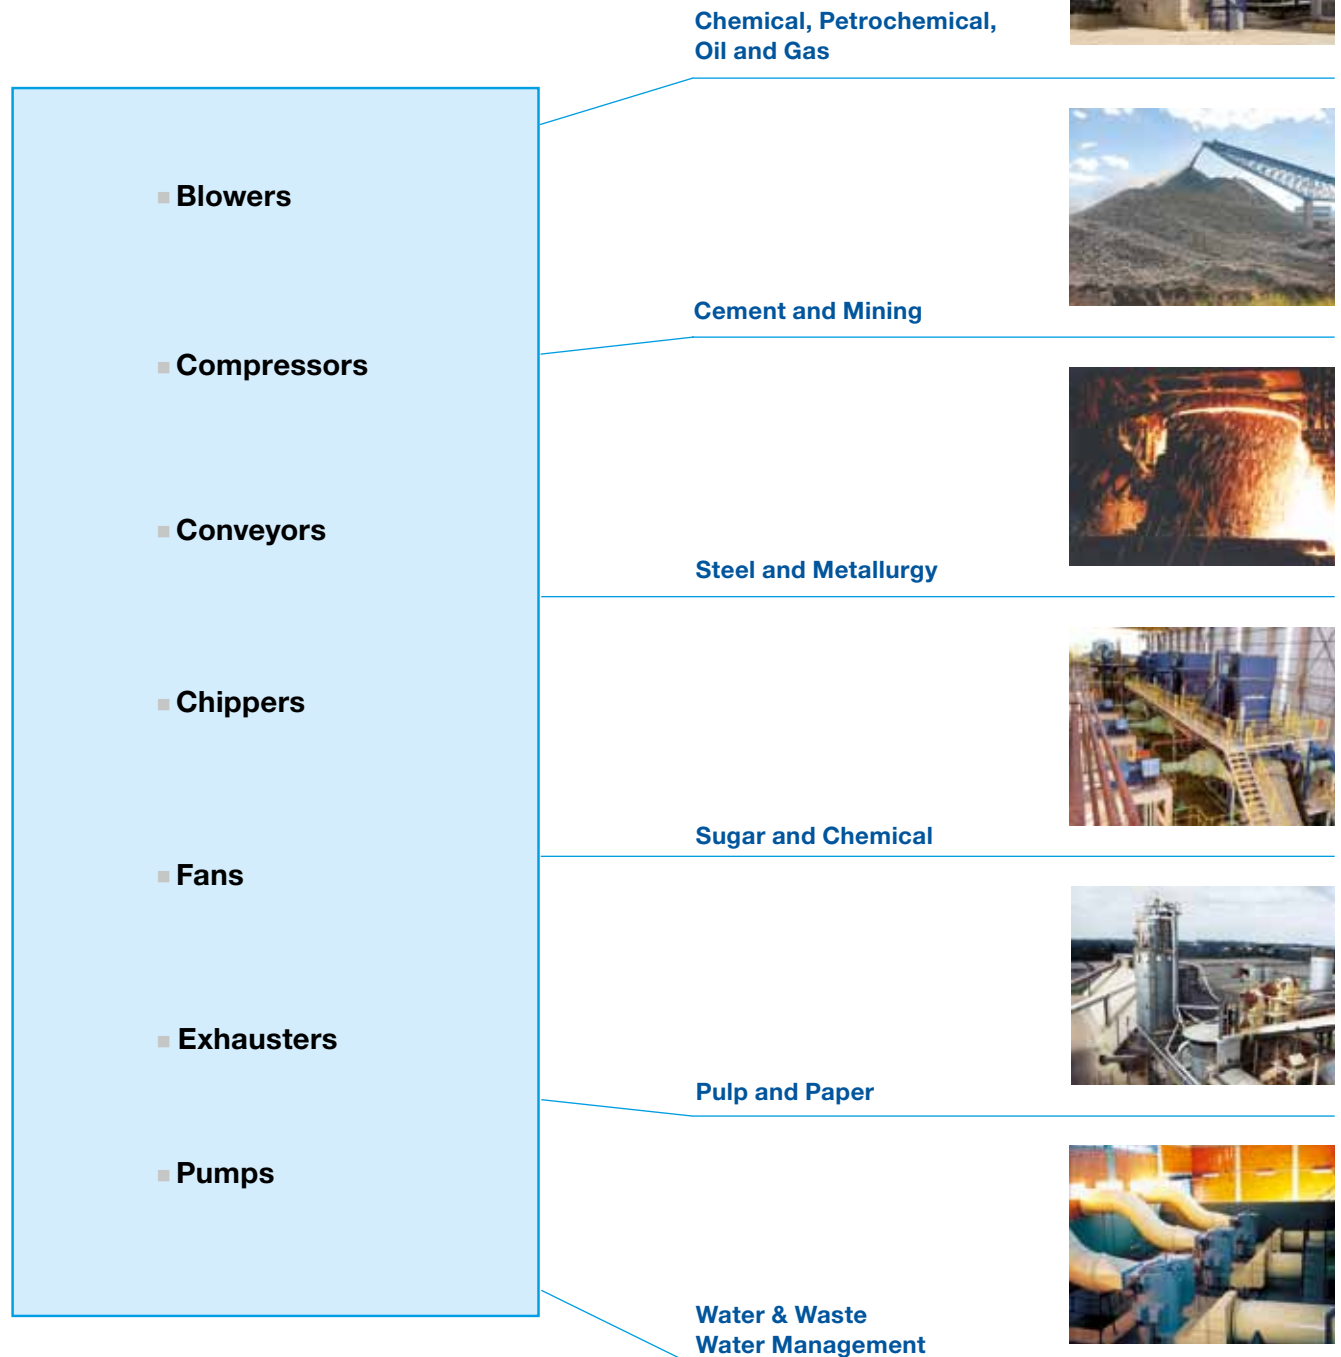 Chemical, Petrochemical,
Oil and Gas
Blowers
Cement and Mining
Compressors
Conveyors
Steel and Metallurgy
Chippers
Sugar and Chemical
Fans
Exhausters
Pulp and Paper
Pumps
Water & Waste
Water Management